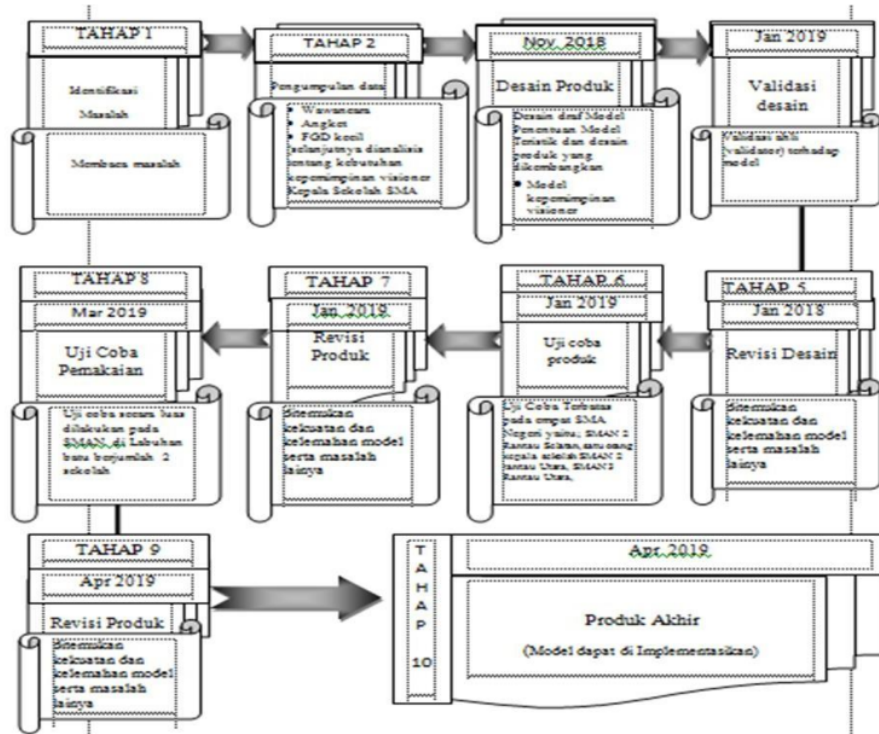 TAHAP 1
Identifikasi
Masalah
Membaca masalah
TAHAP 2
Pengumpulan data
• Wawancara
• Angket
• FGD kecil
(selanjutnya dianalisis
tentang kebutuhan
kepemimpinan visioner
Kepala Sekolah SMA
Nov. 2018
Desain Produk
Desain draf Model
Penentuan Model
Teristik dan desain
produk yang
dikembangkan
• Model
kepemimpinan
visioner
Jan 2019
Validasi
desain
Validasi ahli
(validator) terhadap
model
TAHAP 5
Jan 2018
Revisi Desain
Ditemukan
kekuatan dan
kelemahan model
serta masalah
lainya
TAHAP 6
Jan 2019
Uji coba
produk
Uji Coba Terbatas
pada empat SMA
Negeri yaitu; SMAN 2
Rantau Selatan, satu orang
kepala sekolah SMAN 2
rantau Utara, SMAN 3
Rantau Utara,
TAHAP 7
Jan 2019
Revisi
Produk
Ditemukan
kekuatan dan
kelemahan model
serta masalah
lainya
TAHAP 8
Mar 2019
Uji Coba
Pemakaian
Uji coba secara luas
dilakukan pada
SMAN di Labuhan
batu berjumlah 2
sekolah
TAHAP 9
Apr 2019
Revisi Produk
Ditemukan
kekuatan dan
kelemahan model
serta masalah
lainya
TAHAP 10
Apr 2019
Produk Akhir
(Model dapat di Implementasikan)